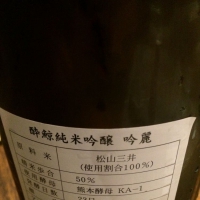 酔鯨純米吟醸 吟麗
原料米 松山三井
(使用割合100%)
精米歩合 50%
使用酵母 熊本酵母 KA-1